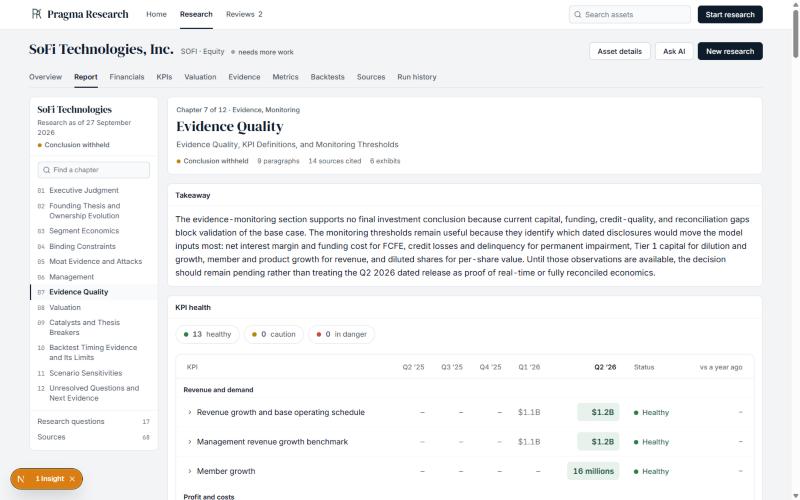 Pragma Research
Home
Research
Reviews 2
Search assets
Start research
SoFi Technologies, Inc.
SOFI · Equity
needs more work
Asset details
Ask AI
New research
Overview
Report
Financials
KPIs
Valuation
Evidence
Metrics
Backtests
Sources
Run history
SoFi Technologies
Research as of 27 September
2026
Conclusion withheld
Find a chapter
01 Executive Judgment
02 Founding Thesis and
Ownership Evolution
03 Segment Economics
04 Binding Constraints
05 Moat Evidence and Attacks
06 Management
07 Evidence Quality
08 Valuation
09 Catalysts and Thesis
Breakers
10 Backtest Timing Evidence
and Its Limits
11 Scenario Sensitivities
12 Unresolved Questions and
Next Evidence
Research questions 17
Sources 68
Chapter 7 of 12 · Evidence, Monitoring
Evidence Quality
Evidence Quality, KPI Definitions, and Monitoring Thresholds
Conclusion withheld 9 paragraphs 14 sources cited 6 exhibits
Takeaway
The evidence-monitoring section supports no final investment conclusion because current capital, funding, credit-quality, and reconciliation gaps
block validation of the base case. The monitoring thresholds remain useful because they identify which dated disclosures would move the model
inputs most: net interest margin and funding cost for FCFE, credit losses and delinquency for permanent impairment, Tier 1 capital for dilution and
growth, member and product growth for revenue, and diluted shares for per-share value. Until those observations are available, the decision
should remain pending rather than treating the Q2 2026 dated release as proof of real-time or fully reconciled economics.
KPI health
13 healthy
0 caution
0 in danger
KPI Q2 '25 Q3 '25 Q4 '25 Q1 '26 Q2 '26 Status vs a year ago
Revenue and demand
Revenue growth and base operating schedule – – – $1.1B $1.2B Healthy –
Management revenue growth benchmark – – – $1.1B $1.2B Healthy –
Member growth – – – – 16 millions Healthy –
Profit and costs
1 Insight